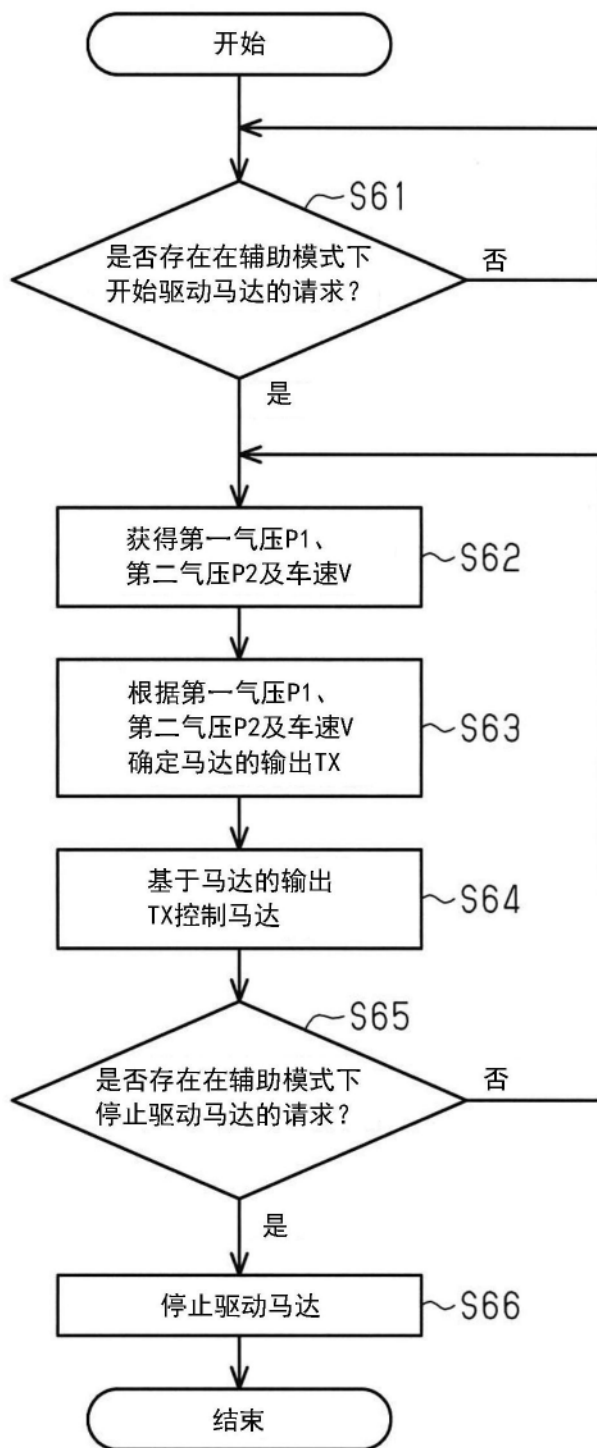 开始
S61
是否存在在辅助模式下
开始驱动马达的请求？
否
是
获得第一气压P1、
第二气压P2及车速V
S62
根据第一气压P1、
第二气压P2及车速V
确定马达的输出TX
S63
基于马达的输出
TX控制马达
S64
S65
是否存在在辅助模式下
停止驱动马达的请求？
否
是
停止驱动马达
S66
结束